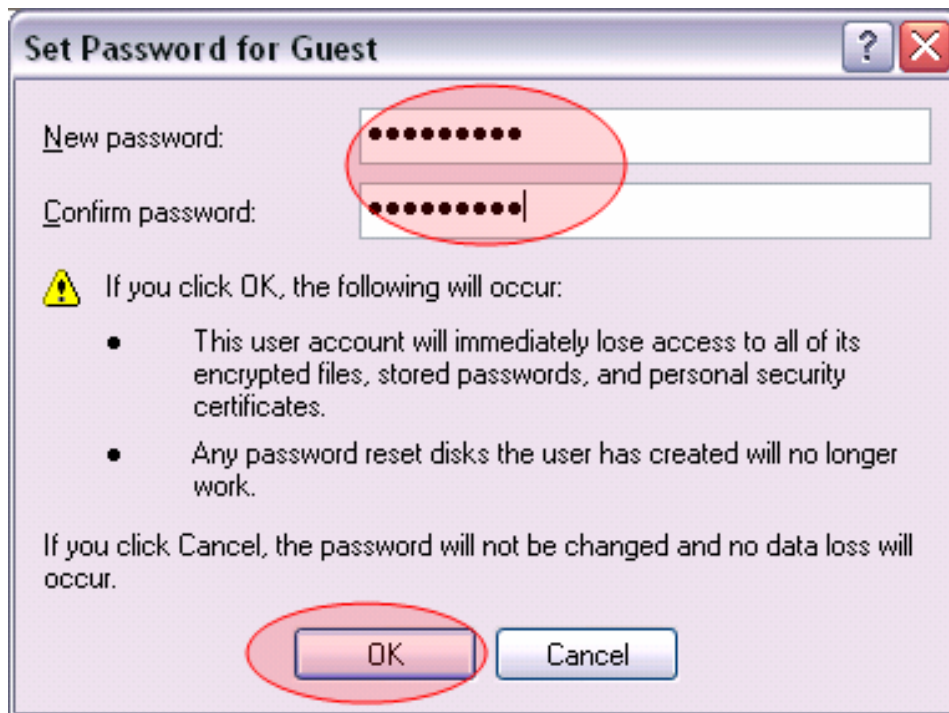 Set Password for Guest
New password:
●●●●●●●●●
Confirm password:
●●●●●●●●●
If you click OK, the following will occur:
● This user account will immediately lose access to all of its
encrypted files, stored passwords, and personal security
certificates.
● Any password reset disks the user has created will no longer
work.
If you click Cancel, the password will not be changed and no data loss will
occur.
OK Cancel